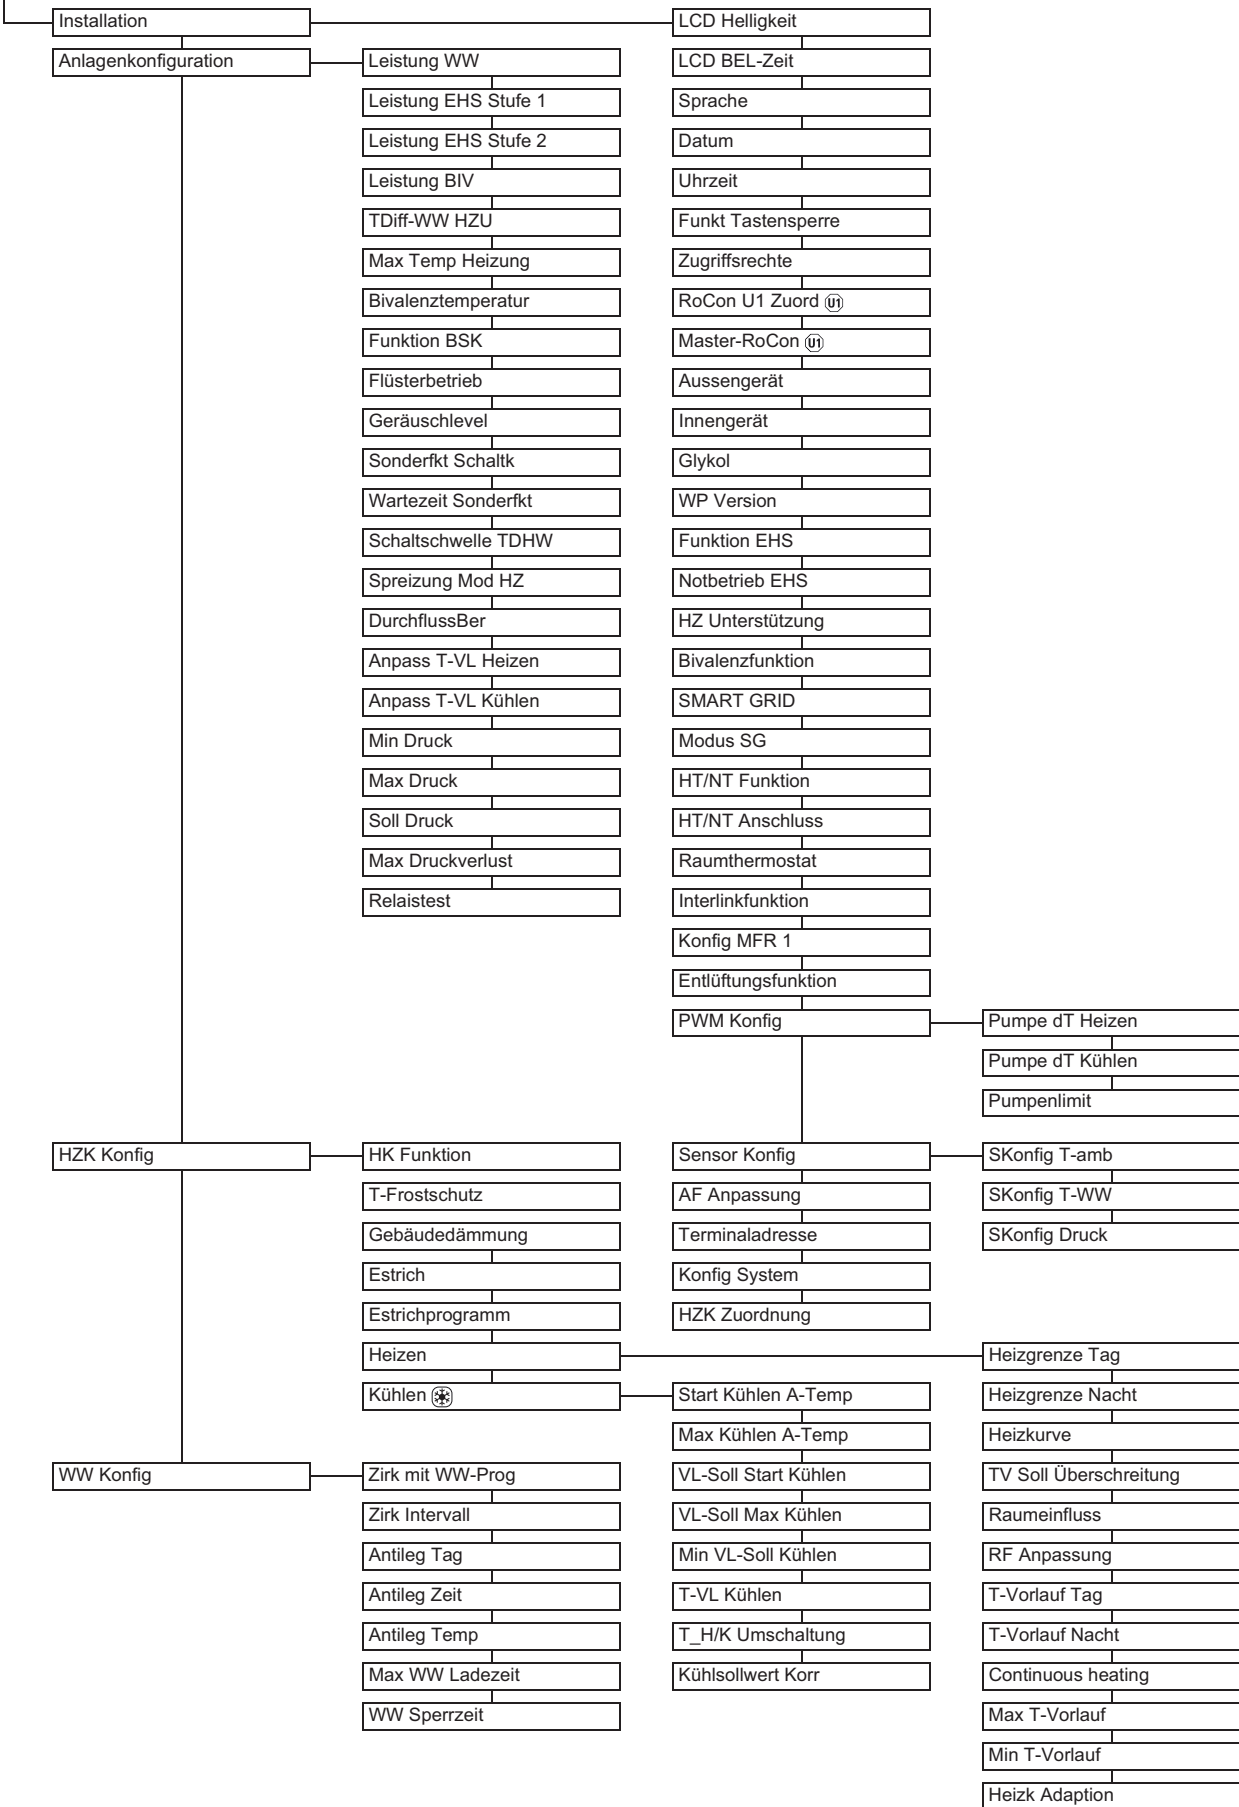 Installation
LCD Helligkeit
Anlagenkonfiguration
Leistung WW
LCD BEL-Zeit
Leistung EHS Stufe 1
Sprache
Leistung EHS Stufe 2
Datum
Leistung BIV
Uhrzeit
TDiff-WW HZU
Funkt Tastensperre
Max Temp Heizung
Zugriffsrechte
Bivalenztemperatur
RoCon U1 Zuord U1
Funktion BSK
Master-RoCon U1
Flüsterbetrieb
Aussengerät
Geräuschlevel
Innengerät
Sonderfkt Schaltk
Glykol
Wartezeit Sonderfkt
WP Version
Schaltschwelle TDHW
Funktion EHS
Spreizung Mod HZ
Notbetrieb EHS
DurchflussBer
HZ Unterstützung
Anpass T-VL Heizen
Bivalenzfunktion
Anpass T-VL Kühlen
SMART GRID
Min Druck
Modus SG
Max Druck
HT/NT Funktion
Soll Druck
HT/NT Anschluss
Max Druckverlust
Raumthermostat
Relaistest
Interlinkfunktion
Konfig MFR 1
Entlüftungsfunktion
PWM Konfig
Pumpe dT Heizen
Pumpe dT Kühlen
Pumpenlimit
HZK Konfig
HK Funktion
Sensor Konfig
SKonfig T-amb
T-Frostschutz
AF Anpassung
SKonfig T-WW
Gebäudedämmung
Terminaladresse
SKonfig Druck
Estrich
Konfig System
Estrichprogramm
HZK Zuordnung
Heizen
Heizgrenze Tag
Kühlen
Start Kühlen A-Temp
Heizgrenze Nacht
Max Kühlen A-Temp
Heizkurve
WW Konfig
Zirk mit WW-Prog
VL-Soll Start Kühlen
TV Soll Überschreitung
Zirk Intervall
VL-Soll Max Kühlen
Raumeinfluss
Antileg Tag
Min VL-Soll Kühlen
RF Anpassung
Antileg Zeit
T-VL Kühlen
T-Vorlauf Tag
Antileg Temp
T_H/K Umschaltung
T-Vorlauf Nacht
Max WW Ladezeit
Kühlsollwert Korr
Continuous heating
WW Sperrzeit
Max T-Vorlauf
Min T-Vorlauf
Heizk Adaption